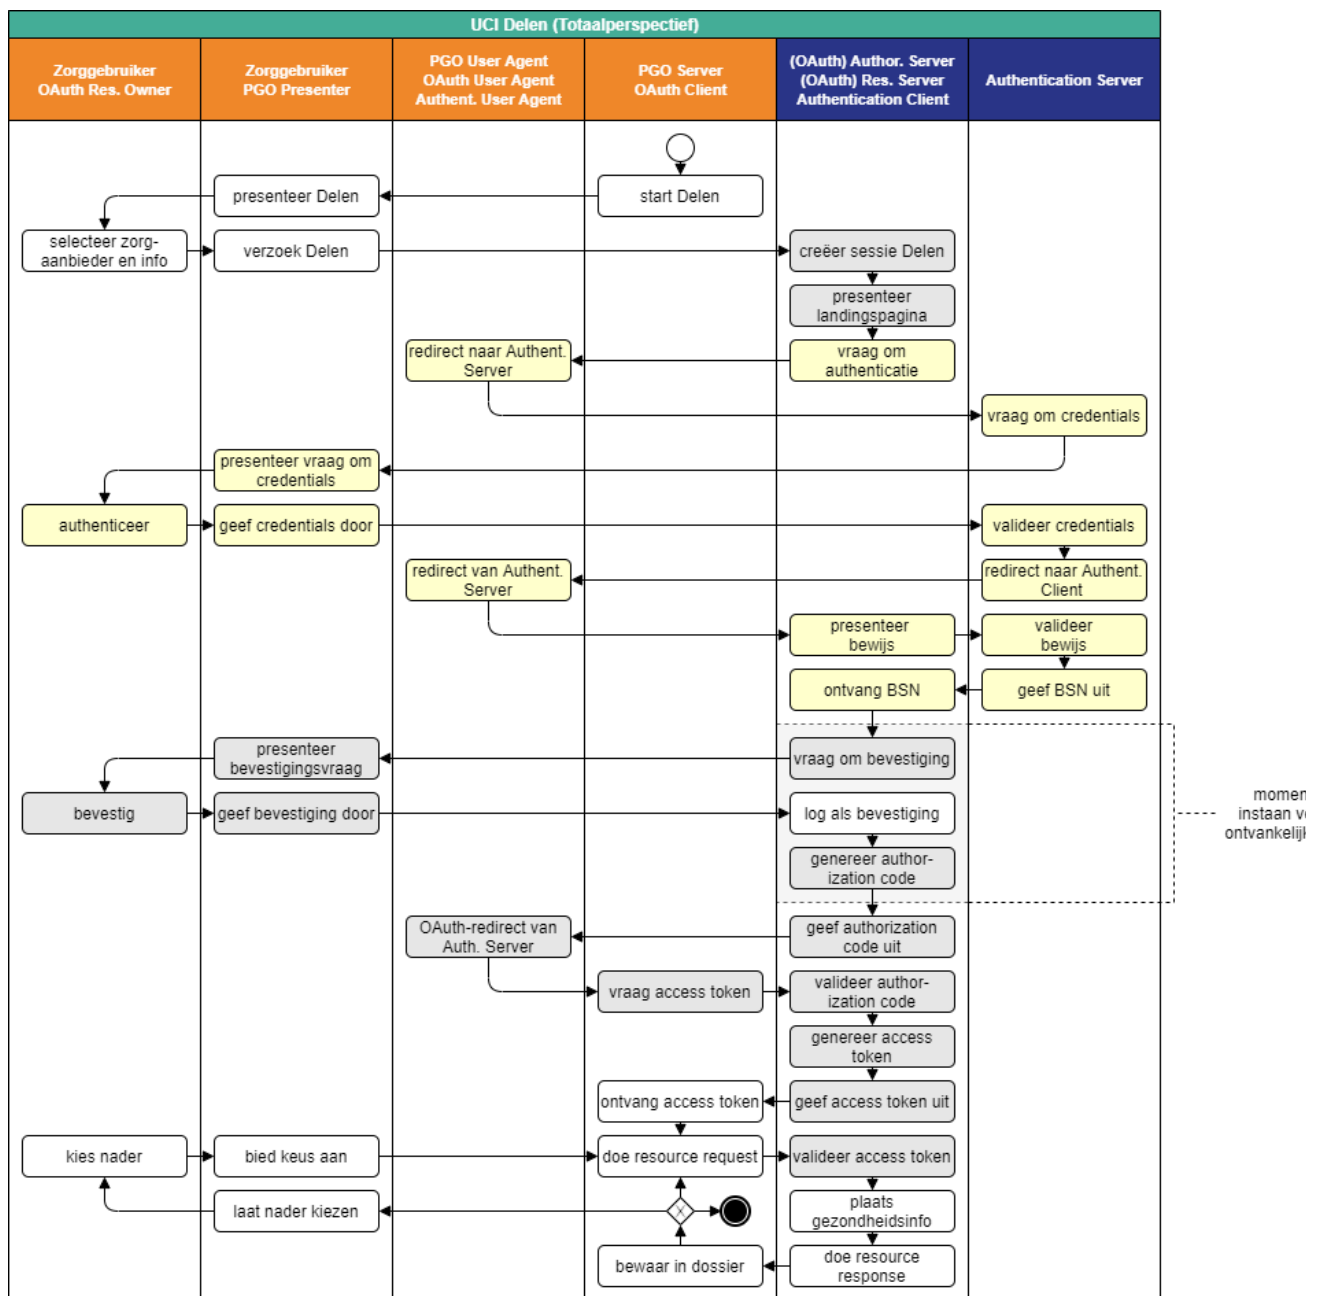 UCI Delen (Totaalperspectief)
Zorggebruiker
OAuth Res. Owner
Zorggebruiker
PGO Presenter
PGO User Agent
OAuth User Agent
Authent. User Agent
PGO Server
OAuth Client
(OAuth) Author. Server
(OAuth) Res. Server
Authentication Client
Authentication Server
presenteer Delen
start Delen
selecteer zorg-
aanbieder en info
verzoek Delen
creëer sessie Delen
presenteer
landingspagina
redirect naar Authent.
Server
vraag om
authenticatie
vraag om credentials
presenteer vraag om
credentials
authenticeer
geef credentials door
valideer credentials
redirect van Authent.
Server
redirect naar Authent.
Client
presenteer
bewijs
valideer
bewijs
ontvang BSN
geef BSN uit
presenteer
bevestigingsvraag
vraag om bevestiging
bevestig
geef bevestiging door
log als bevestiging
momen
instaan v
ontvankelijk
genereer author-
ization code
OAuth-redirect van
Auth. Server
geef authorization
code uit
vraag access token
valideer author-
ization code
genereer access
token
ontvang access token
geef access token uit
kies nader
bied keus aan
doe resource request
valideer access token
laat nader kiezen
X
plaats
gezondheidsinfo
bewaar in dossier
doe resource
response